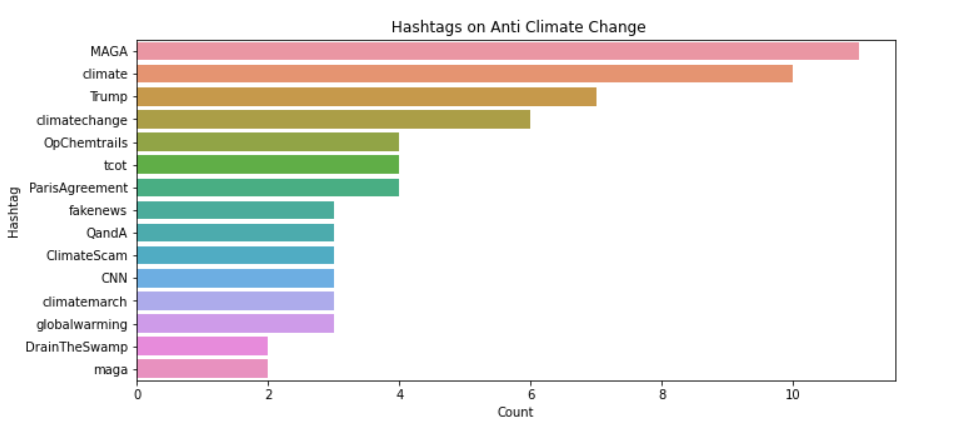 Hashtags on Anti Climate Change
MAGA
climate
Trump
climatechange
OpChemtrails
tcot
ParisAgreement
fakenews
QandA
ClimateScam
CNN
climatemarch
globalwarming
DrainTheSwamp
maga
Hashtag
0 2 4 6 8 10
Count